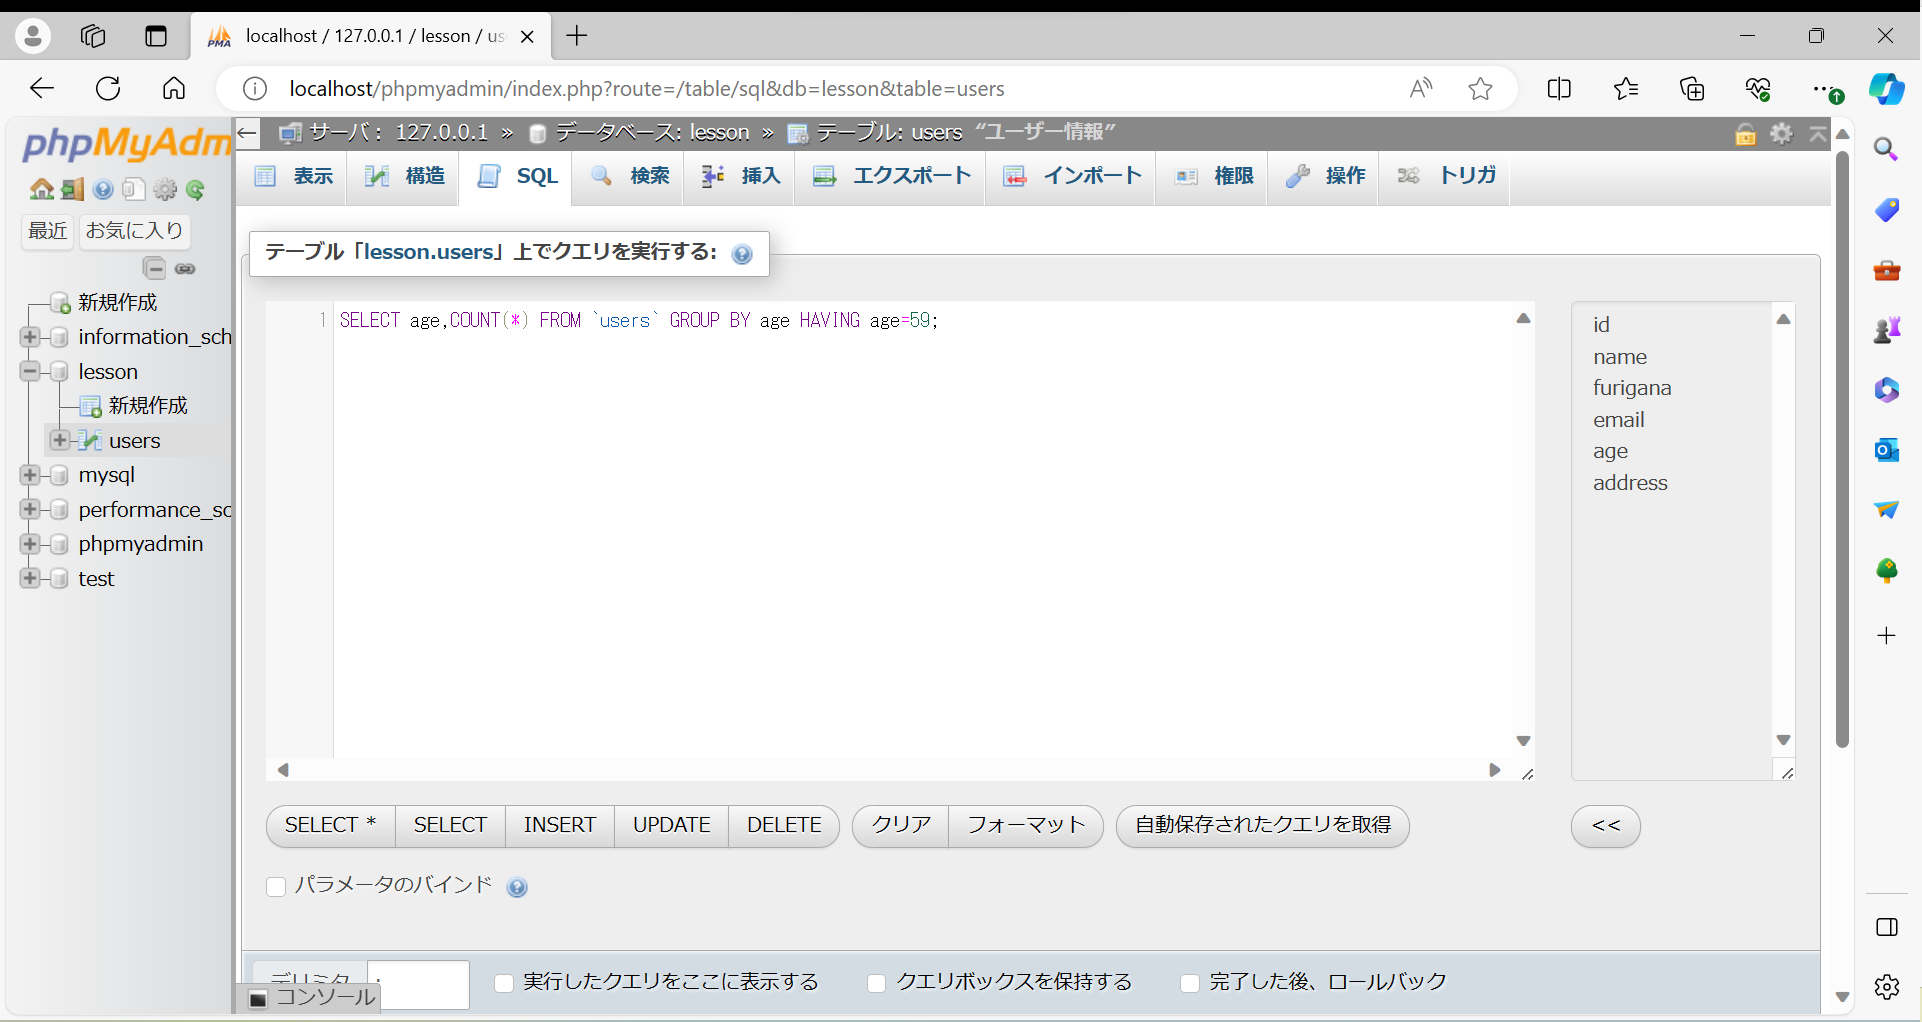 localhost / 127.0.0.1 / lesson / us
localhost/phpmyadmin/index.php?route=/table/sql&db=lesson&table=users
phpMyAdm
最近
お気に入り
新規作成
information_sch
lesson
新規作成
users
mysql
performance_sc
phpmyadmin
test
サーバ: 127.0.0.1 » データベース: lesson » テーブル: users “ユーザー情報”
表示 構造 SQL 検索 挿入 エクスポート インポート 権限 操作 トリガ
テーブル「lesson.users」上でクエリを実行する:
1 SELECT age,COUNT(*) FROM `users` GROUP BY age HAVING age=59;
id
name
furigana
email
age
address
SELECT * SELECT INSERT UPDATE DELETE クリア フォーマット 自動保存されたクエリを取得 <<
パラメータのバインド
デリミタ ; 実行したクエリをここに表示する クエリボックスを保持する 完了した後、ロールバック
コンソール